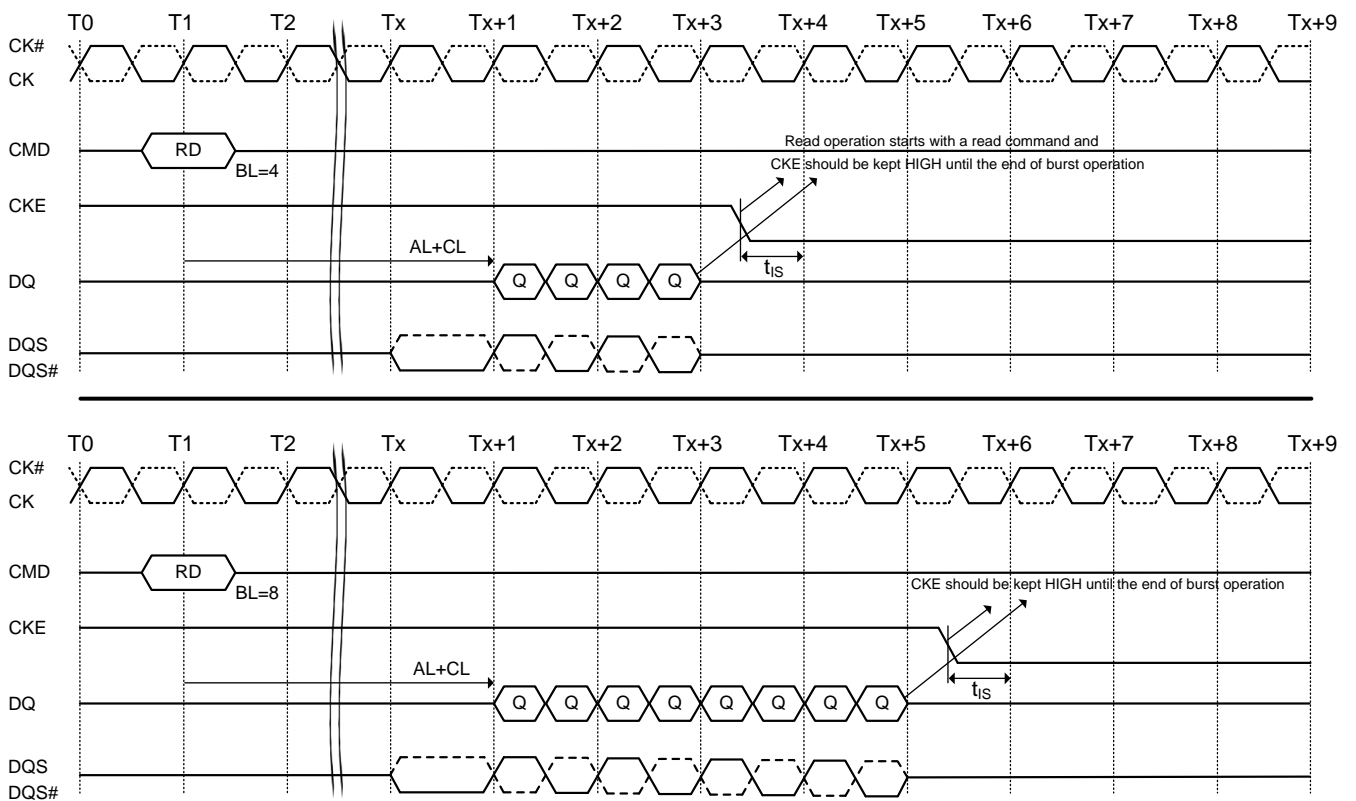 T0 T1 T2 Tx Tx+1 Tx+2 Tx+3 Tx+4 Tx+5 Tx+6 Tx+7 Tx+8 Tx+9
CK#
CK
CMD RD
BL=4
Read operation starts with a read command and
CKE should be kept HIGH until the end of burst operation
CKE
AL+CL
tIS
DQ Q Q Q Q
DQS
DQS#
T0 T1 T2 Tx Tx+1 Tx+2 Tx+3 Tx+4 Tx+5 Tx+6 Tx+7 Tx+8 Tx+9
CK#
CK
CMD RD
BL=8
CKE should be kept HIGH until the end of burst operation
CKE
AL+CL
tIS
DQ Q Q Q Q Q Q Q Q
DQS
DQS#